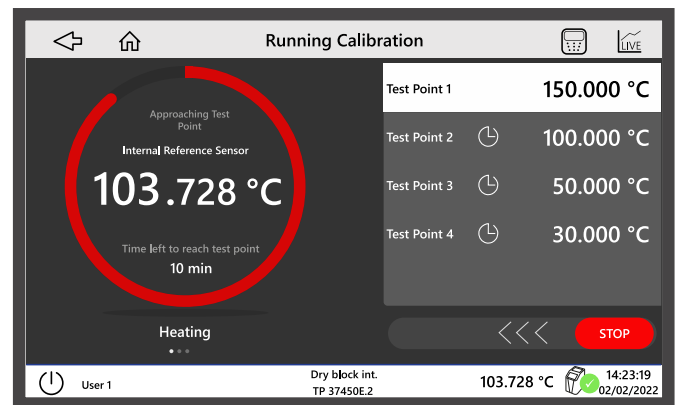 Running Calibration
LIVE
Approaching Test
Point
Internal Reference Sensor
103.728 °C
Time left to reach test point
10 min
Heating
Test Point 1 150.000 °C
Test Point 2 100.000 °C
Test Point 3 50.000 °C
Test Point 4 30.000 °C
STOP
User 1
Dry block int.
TP 37450E.2
103.728 °C
14:23:19
02/02/2022